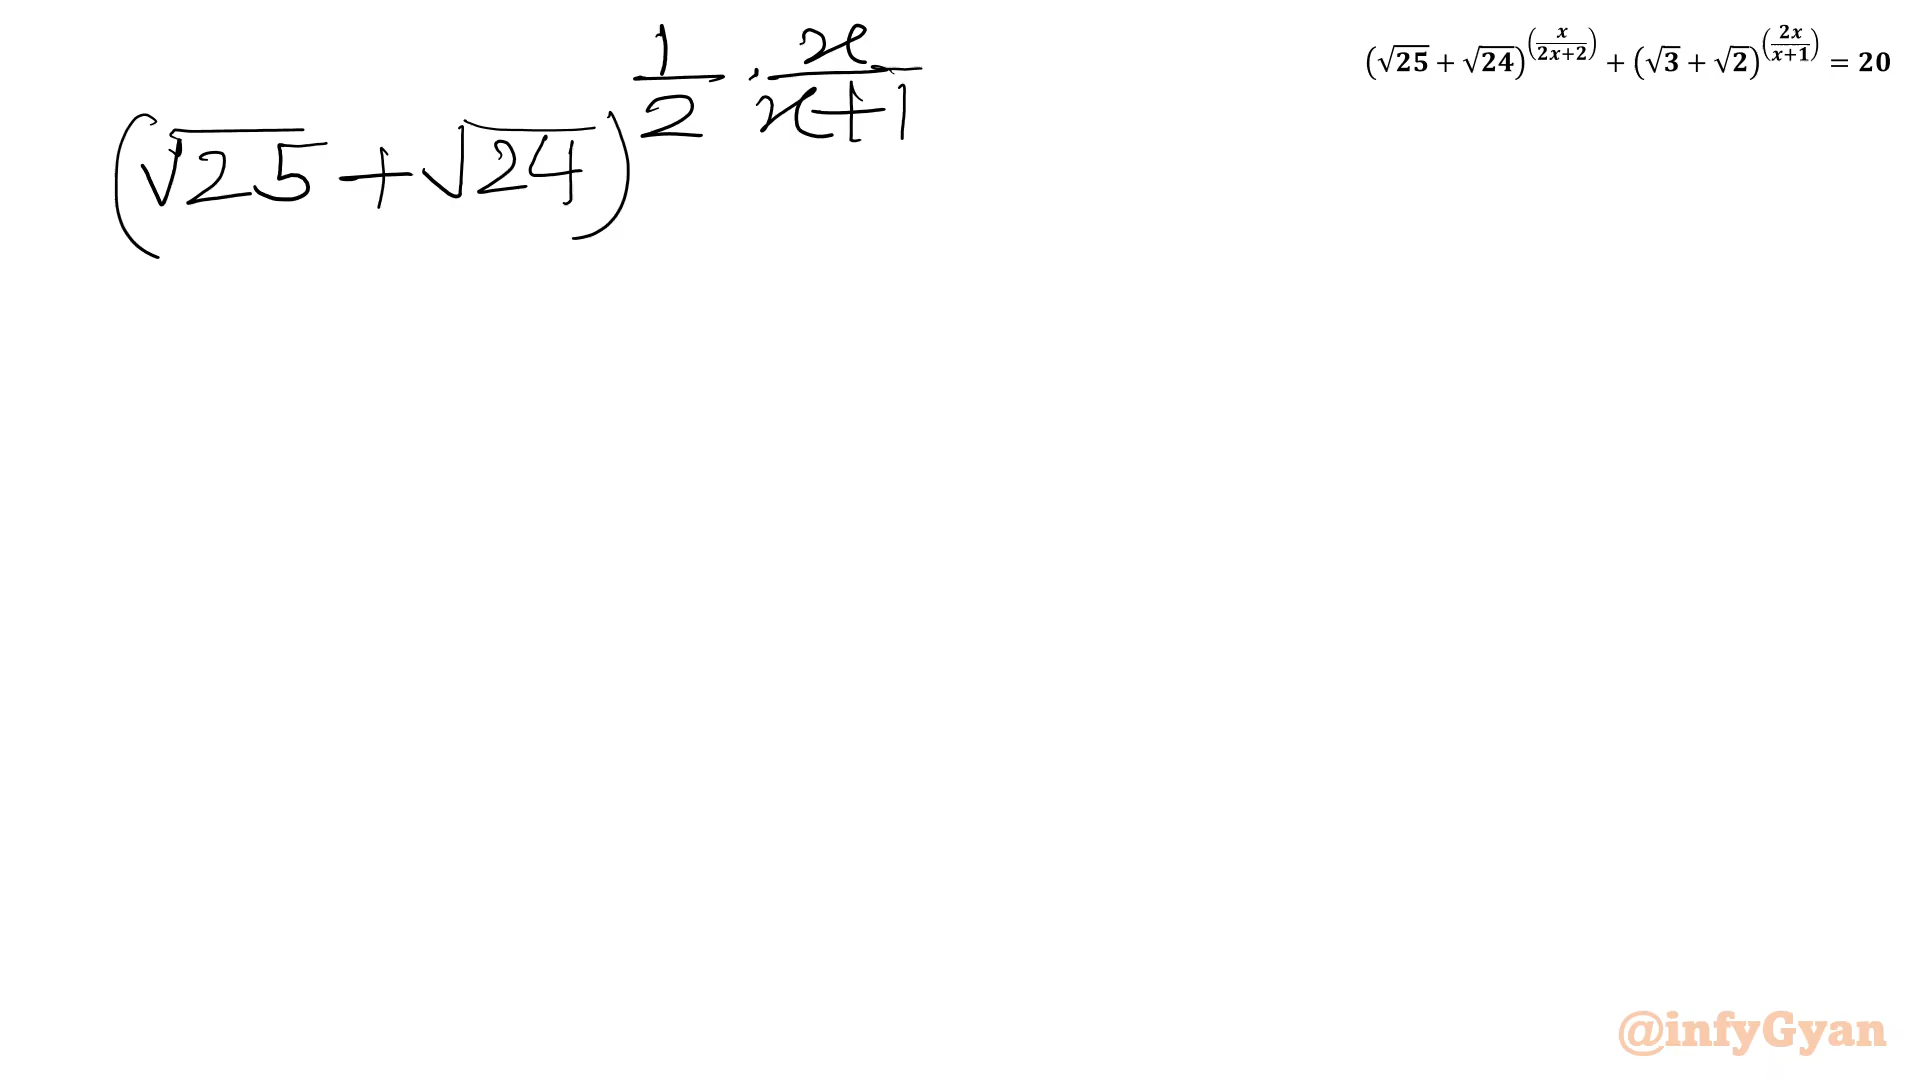 (√25 + √24)^(1/2 · x/(x+1))
(√25 + √24)^(x/(2x+2)) + (√3 + √2)^(2x/(x+1)) = 20
@infyGyan